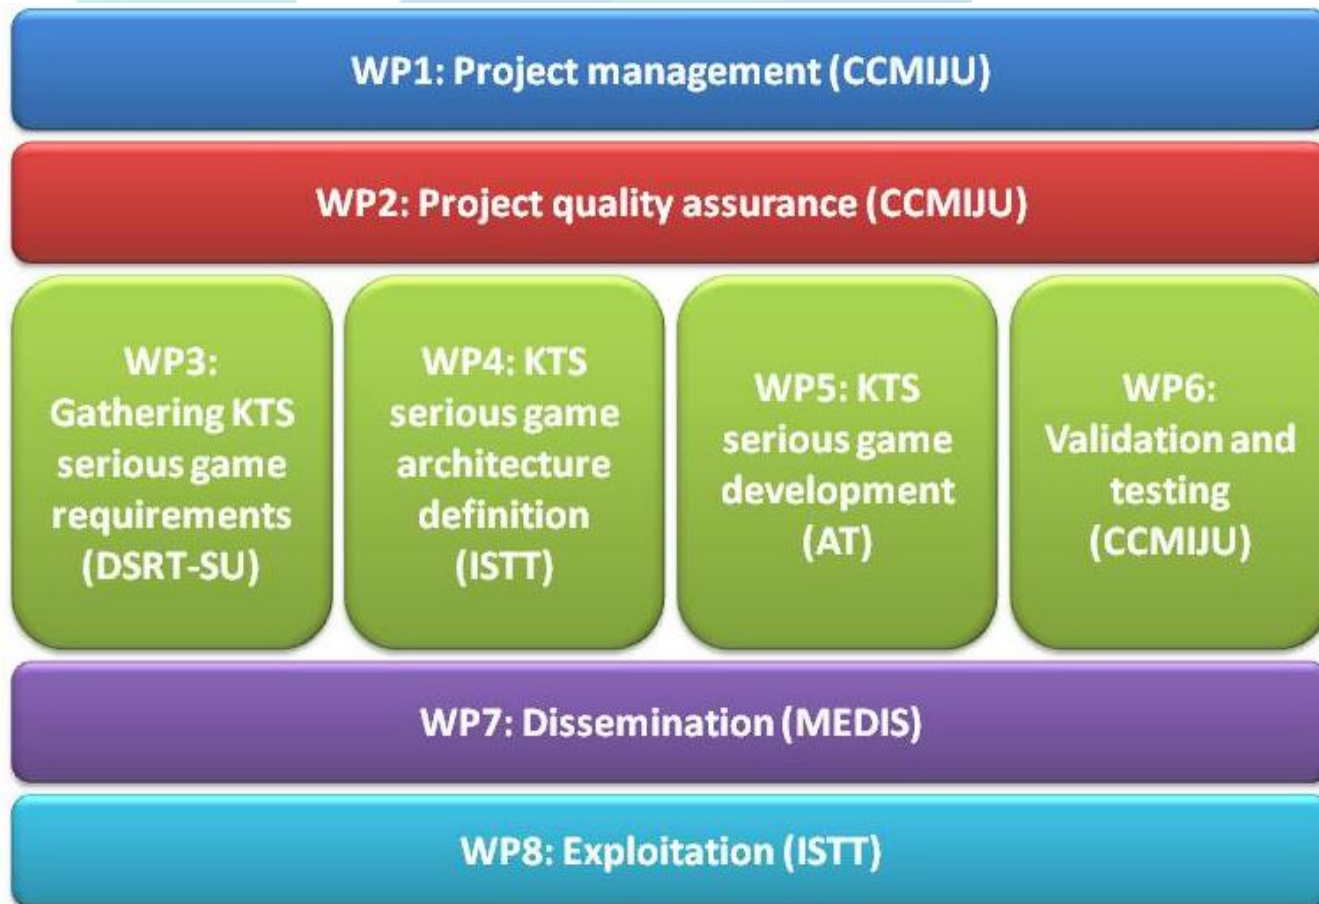 WP1: Project management (CCMIJU)
WP2: Project quality assurance (CCMIJU)
WP3:
Gathering KTS
serious game
requirements
(DSRT-SU)
WP4: KTS
serious game
architecture
definition
(ISTT)
WP5: KTS
serious game
development
(AT)
WP6:
Validation and
testing
(CCMIJU)
WP7: Dissemination (MEDIS)
WP8: Exploitation (ISTT)